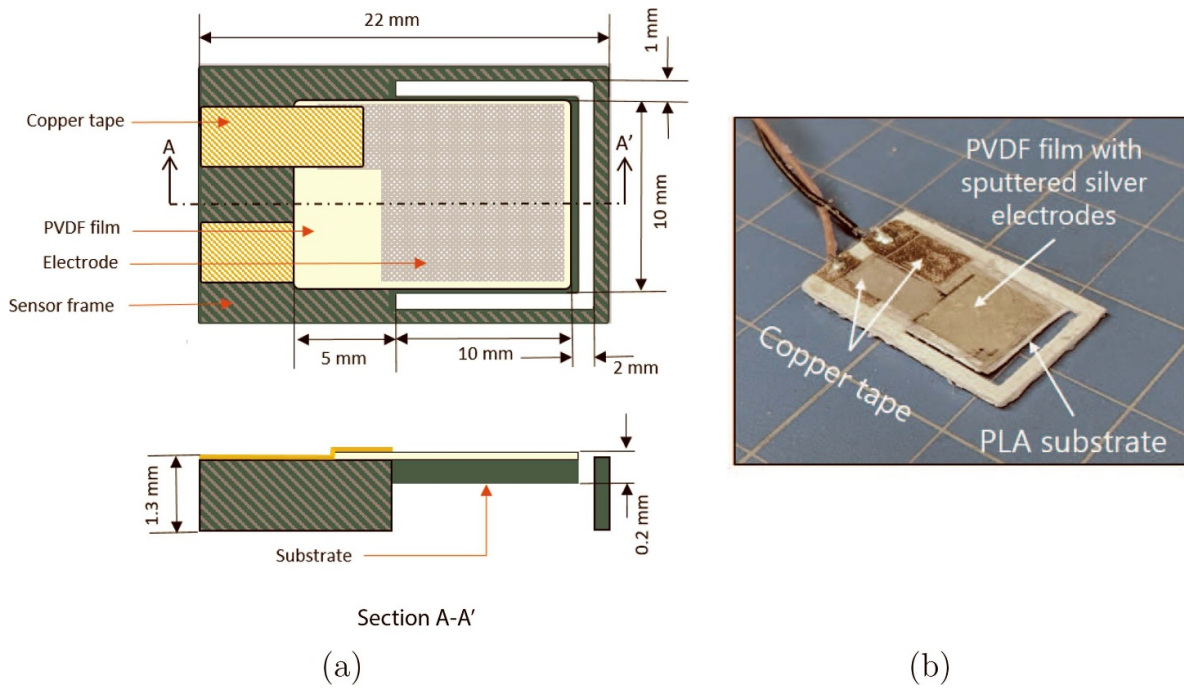 22 mm
1 mm
Copper tape
A
A'
10 mm
PVDF film
Electrode
Sensor frame
5 mm
10 mm
2 mm
1.3 mm
0.2 mm
Substrate
Section A-A'
(a)
PVDF film with
sputtered silver
electrodes
Copper tape
PLA substrate
(b)